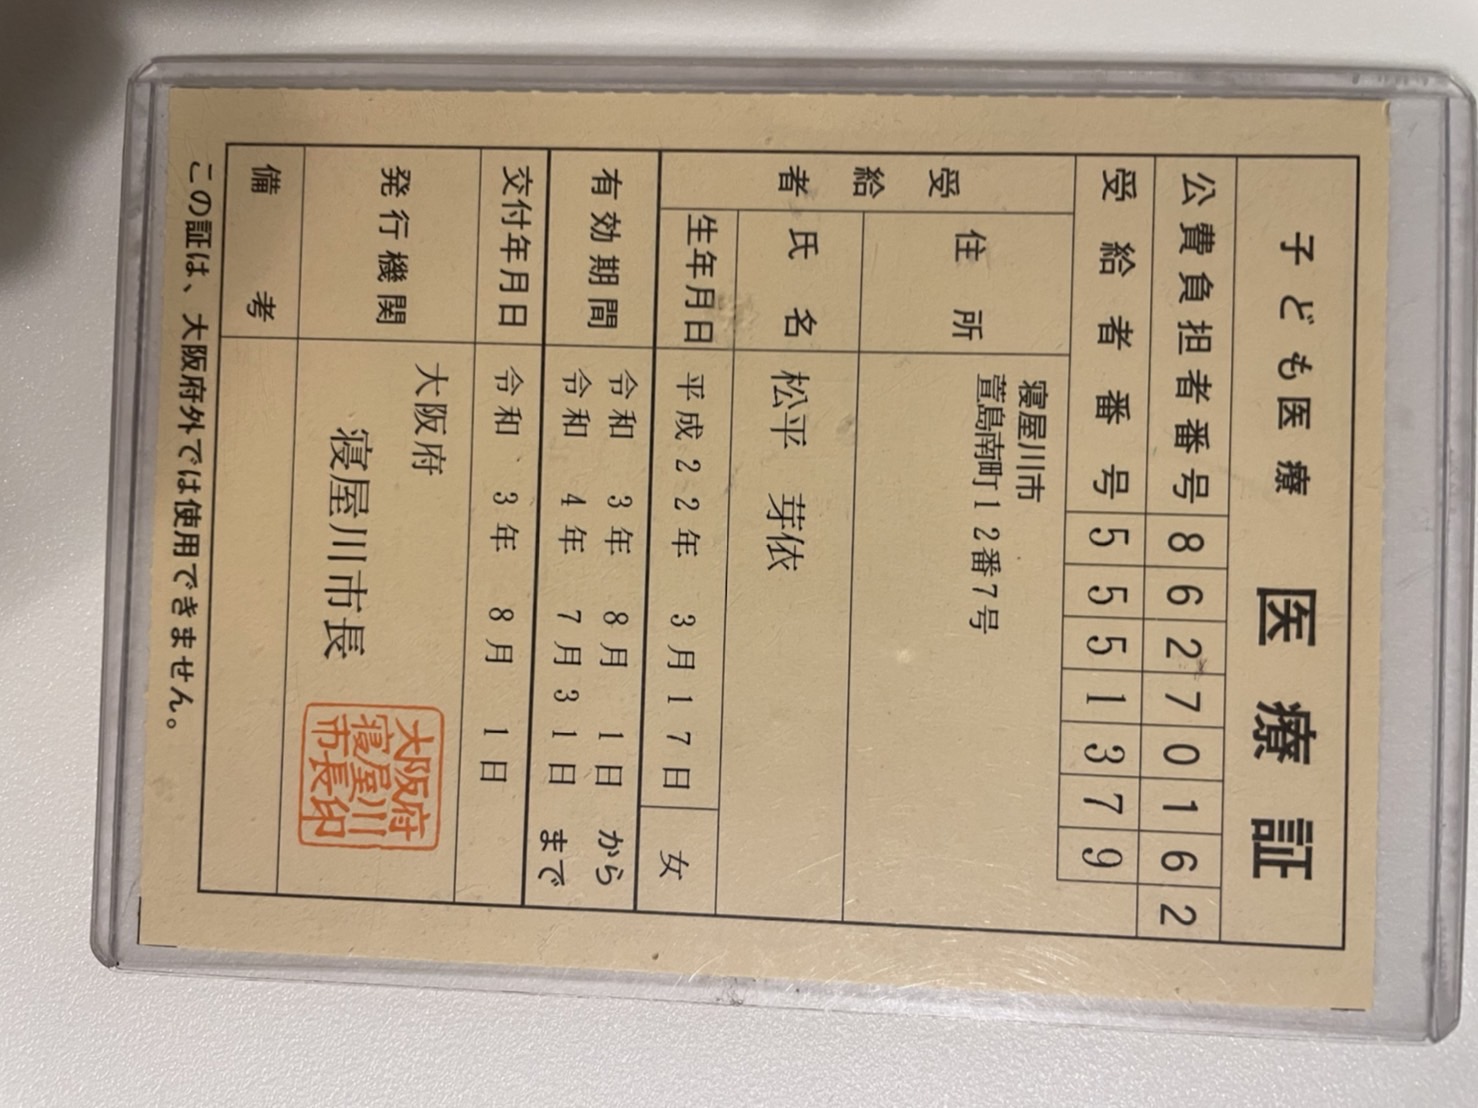 子ども医療 医療証
公費負担者番号 86270162
受給者番号 5551379
受給者
住所 寝屋川市
萱島南町12番7号
氏名 松平 芽依
生年月日 平成22年 3月17日 女
有効期間 令和 3年 8月 1日 から
令和 4年 7月31日 まで
交付年月日 令和 3年 8月 1日
発行機関 大阪府
寝屋川市長
大阪府
寝屋川
市長印
備考
この証は、大阪府外では使用できません。